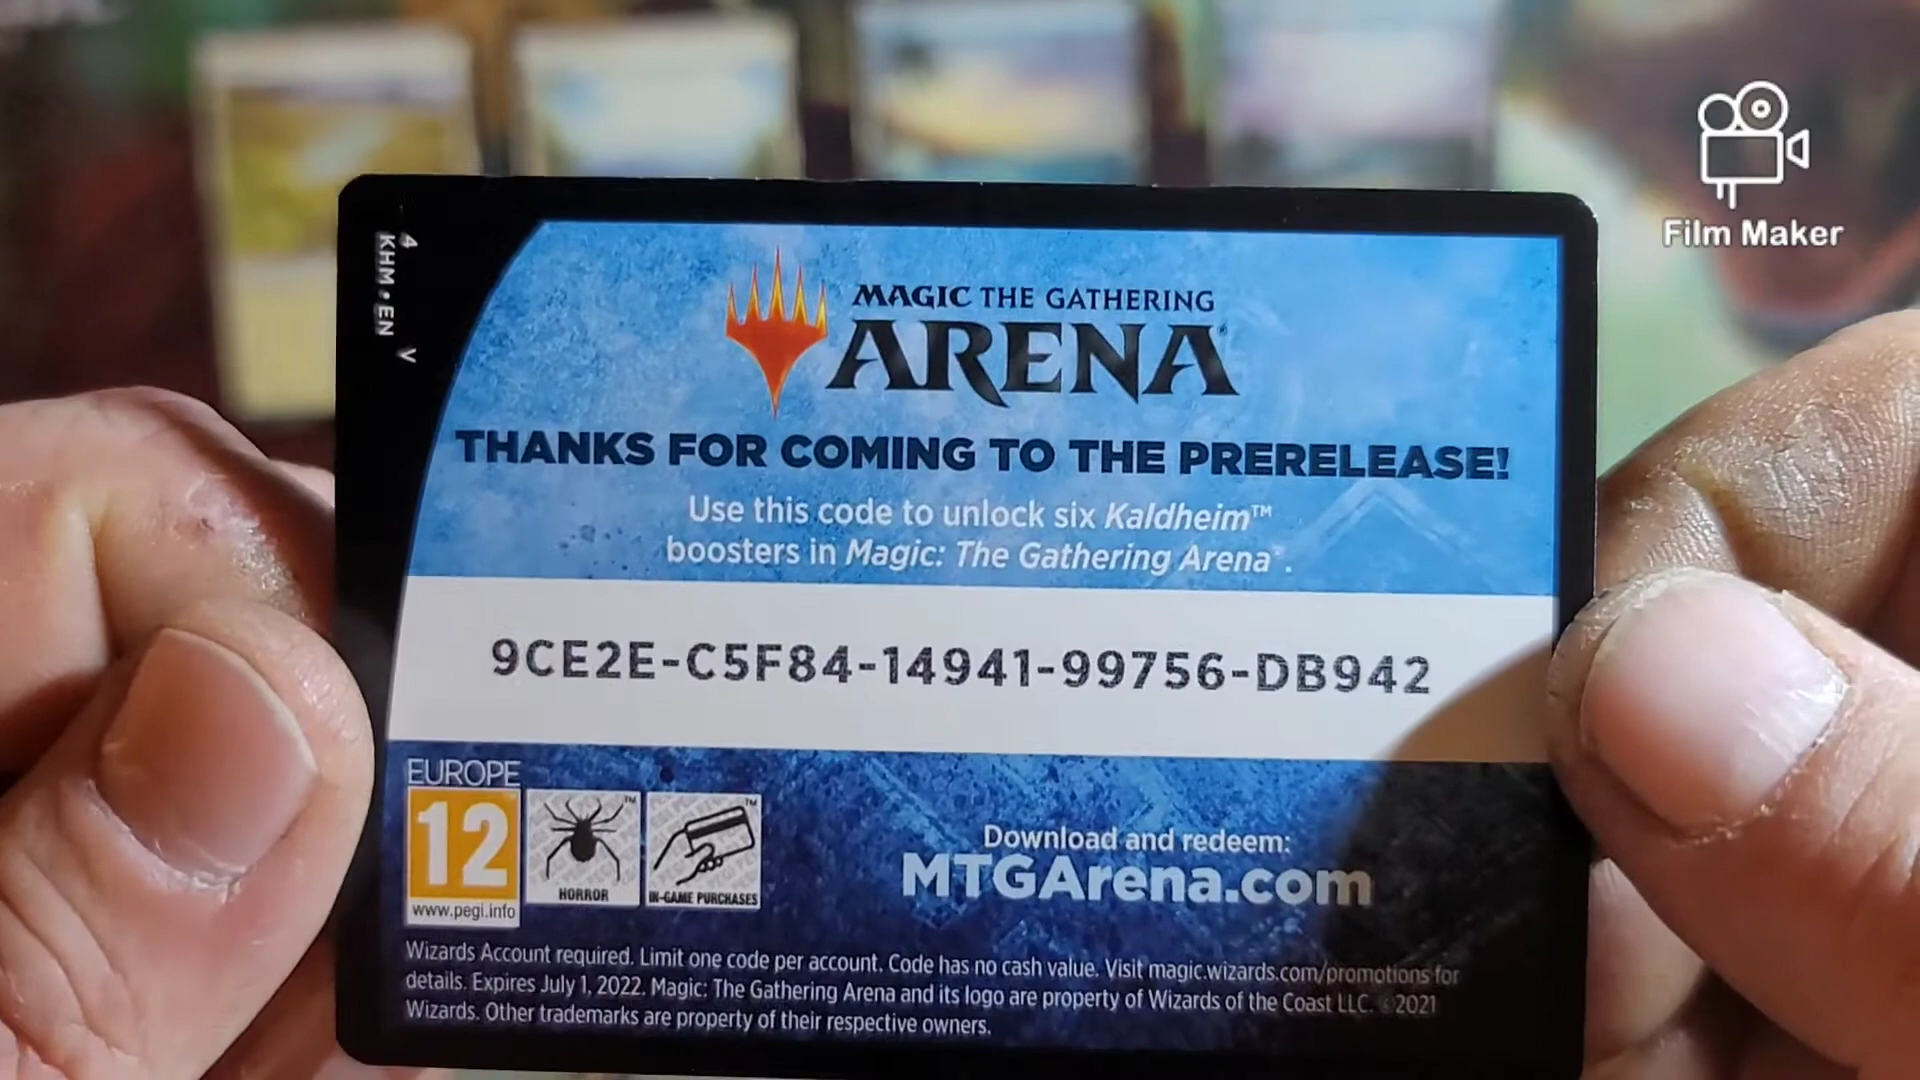 Film Maker
4
KHM • EN V
MAGIC THE GATHERING
ARENA
THANKS FOR COMING TO THE PRERELEASE!
Use this code to unlock six Kaldheim™
boosters in Magic: The Gathering Arena®.
9CE2E-C5F84-14941-99756-DB942
EUROPE
12
www.pegi.info
HORROR
IN-GAME PURCHASES
Download and redeem:
MTGArena.com
Wizards Account required. Limit one code per account. Code has no cash value. Visit magic.wizards.com/promotions for
details. Expires July 1, 2022. Magic: The Gathering Arena and its logo are property of Wizards of the Coast LLC. ©2021
Wizards. Other trademarks are property of their respective owners.